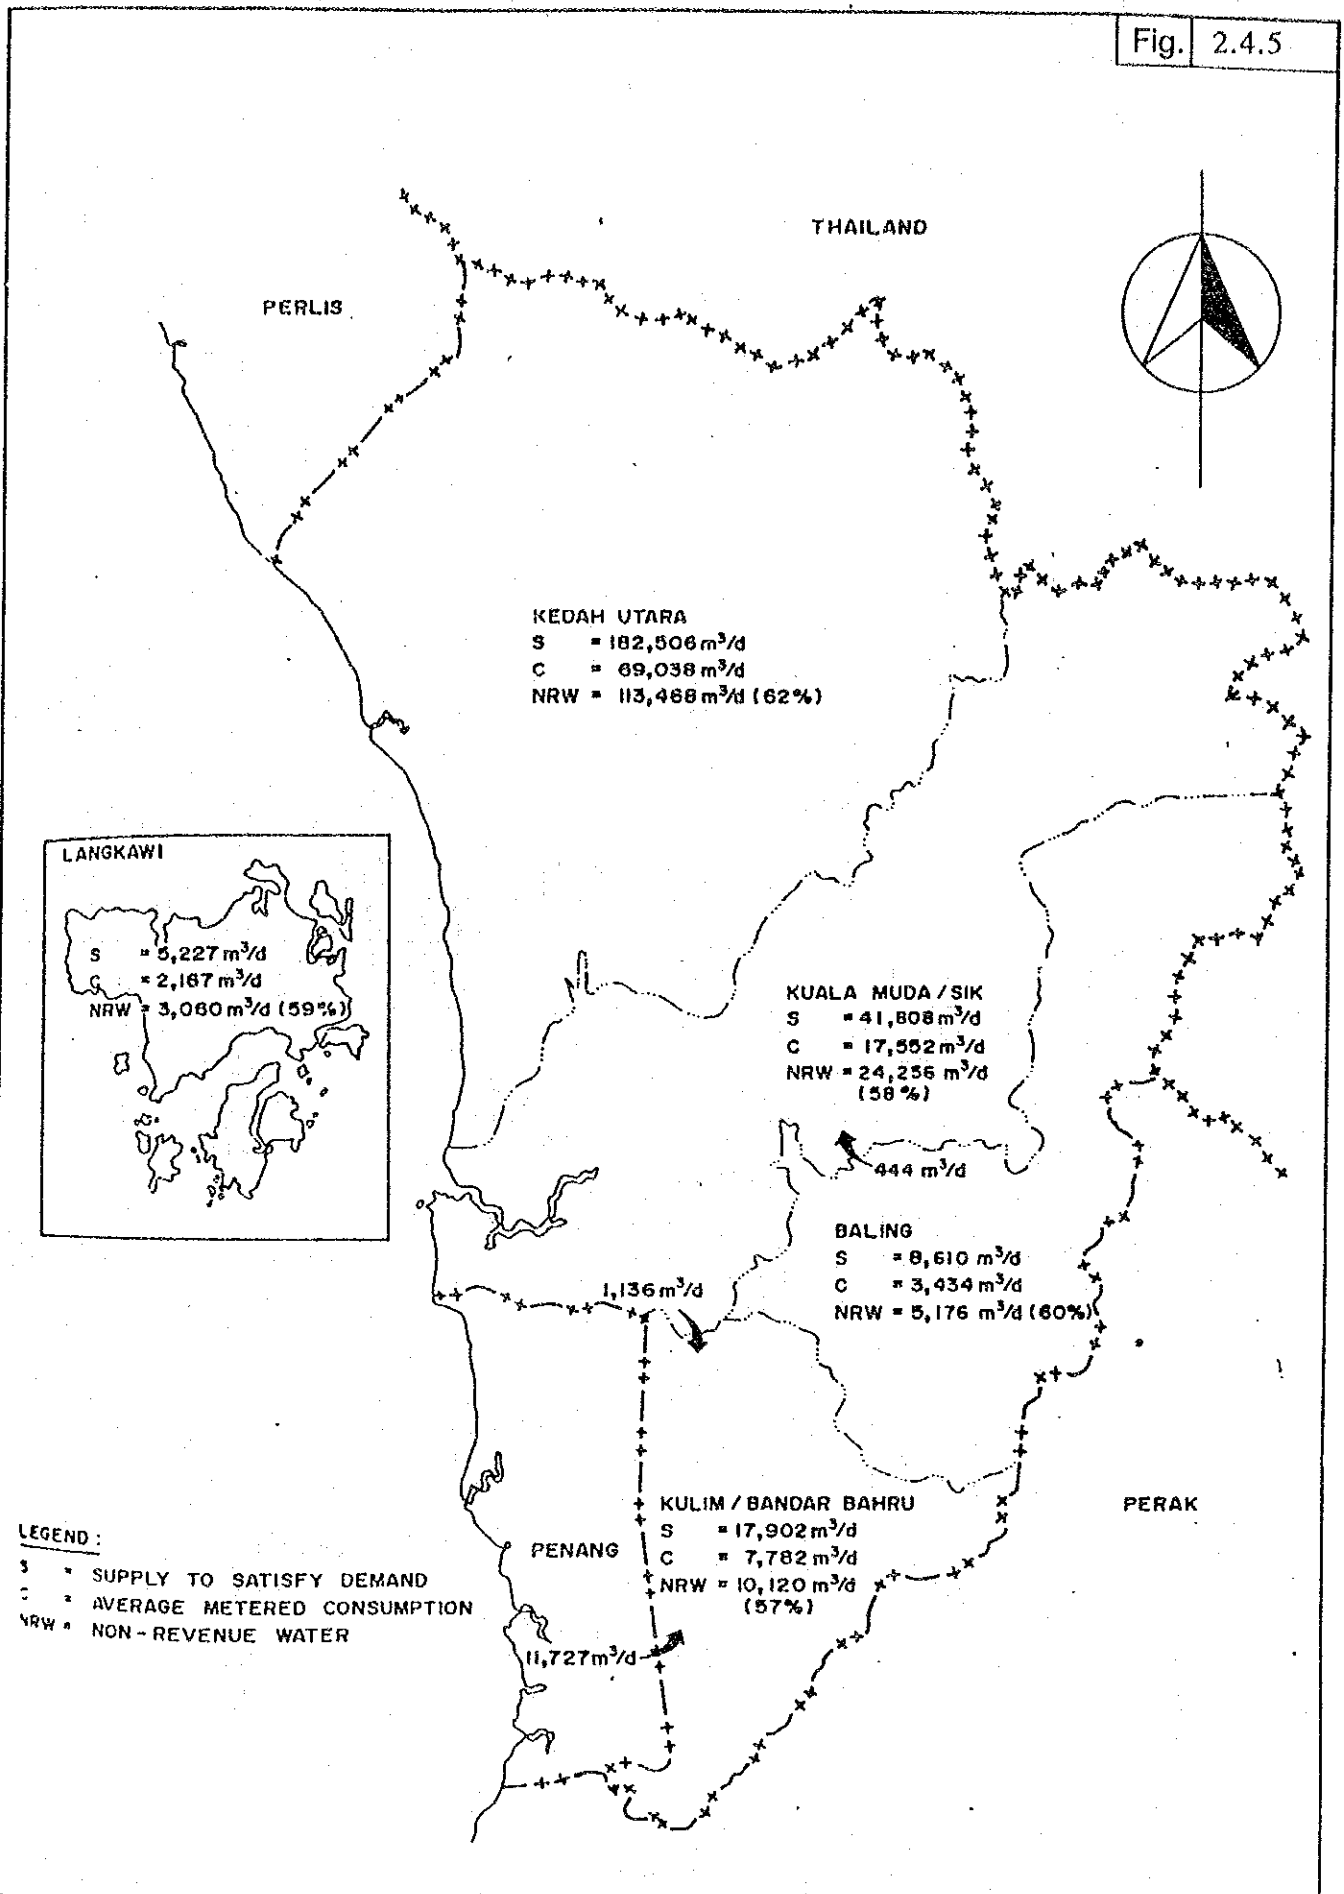 Fig. 2.4.5
THAILAND
PERLIS
KEDAH UTARA
S = 182,506 m³/d
C = 69,038 m³/d
NRW = 113,468 m³/d (62%)
LANGKAWI
S = 5,227 m³/d
C = 2,167 m³/d
NRW = 3,060 m³/d (59%)
KUALA MUDA / SIK
S = 41,808 m³/d
C = 17,552 m³/d
NRW = 24,256 m³/d
(58%)
444 m³/d
BALING
S = 8,610 m³/d
C = 3,434 m³/d
NRW = 5,176 m³/d (60%)
1,136 m³/d
KULIM / BANDAR BAHRU
S = 17,902 m³/d
C = 7,782 m³/d
NRW = 10,120 m³/d
(57%)
PERAK
PENANG
11,727 m³/d
LEGEND :
S = SUPPLY TO SATISFY DEMAND
C = AVERAGE METERED CONSUMPTION
NRW = NON-REVENUE WATER